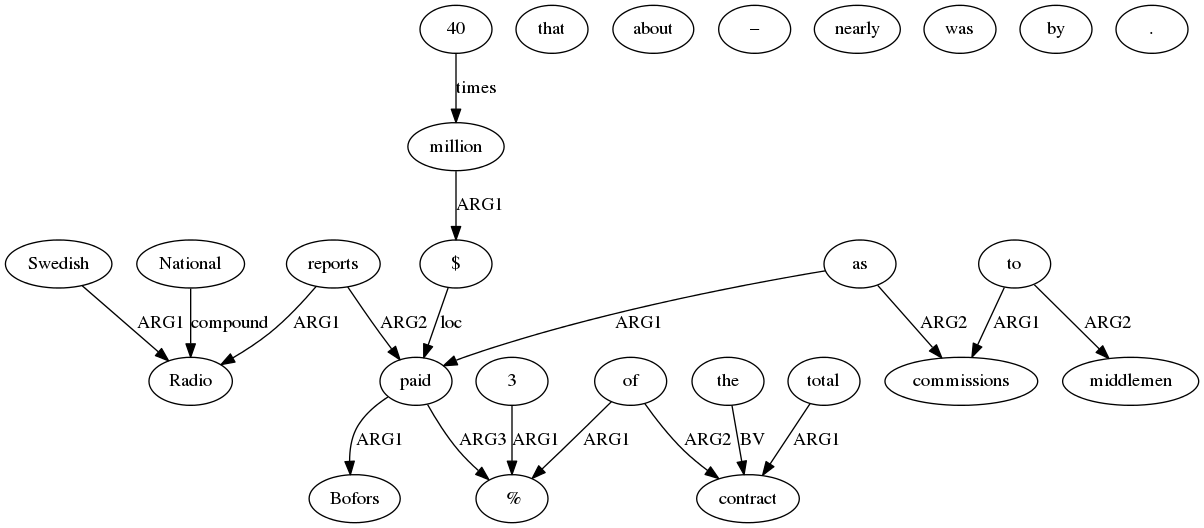 40 that about – nearly was by .
times
million
ARG1
Swedish National reports $ as to
ARG1 compound ARG1 ARG2 loc ARG1 ARG2 ARG1 ARG2
Radio paid 3 of the total commissions middlemen
ARG1 ARG3 ARG1 ARG1 ARG2 BV ARG1
Bofors % contract